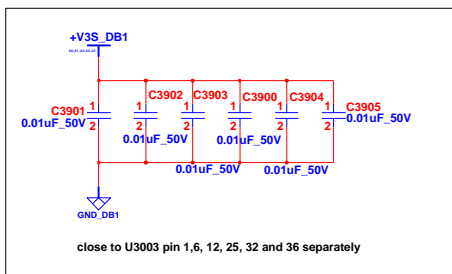 +V3S_DB1
C3901 1 2 0.01uF_50V
C3902 1 2 0.01uF_50V
C3903 1 2 0.01uF_50V
C3900 1 2 0.01uF_50V
C3904 1 2 0.01uF_50V
C3905 1 2 0.01uF_50V
GND_DB1
close to U3003 pin 1,6, 12, 25, 32 and 36 separately